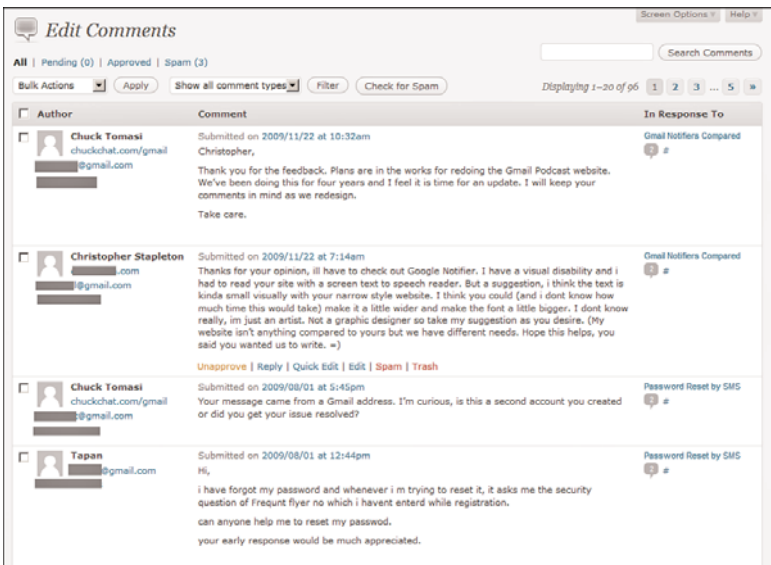 Screen Options Help
Edit Comments
All | Pending (0) | Approved | Spam (3)
Search Comments
Bulk Actions Apply Show all comment types Filter Check for Spam Displaying 1–20 of 96 1 2 3 ... 5 »
Author Comment In Response To
Chuck Tomasi Submitted on 2009/11/22 at 10:32am Gmail Notifiers Compared
chuckchat.com/gmail Christopher, 2 #
@gmail.com Thank you for the feedback. Plans are in the works for redoing the Gmail Podcast website.
We've been doing this for four years and I feel it is time for an update. I will keep your
comments in mind as we redesign.
Take care.
Christopher Stapleton Submitted on 2009/11/22 at 7:14am Gmail Notifiers Compared
.com Thanks for your opinion, ill have to check out Google Notifier. I have a visual disability and i 2 #
l@gmail.com had to read your site with a screen text to speech reader. But a suggestion, i think the text is
kinda small visually with your narrow style website. I think you could (and i dont know how
much time this would take) make it a little wider and make the font a little bigger. I dont know
really, im just an artist. Not a graphic designer so take my suggestion as you desire. (My
website isn't anything compared to yours but we have different needs. Hope this helps, you
said you wanted us to write. =)
Unapprove | Reply | Quick Edit | Edit | Spam | Trash
Chuck Tomasi Submitted on 2009/08/01 at 5:45pm Password Reset by SMS
chuckchat.com/gmail Your message came from a Gmail address. I'm curious, is this a second account you created 2 #
@gmail.com or did you get your issue resolved?
Tapan Submitted on 2009/08/01 at 12:44pm Password Reset by SMS
@gmail.com Hi, 2 #
i have forgot my password and whenever i m trying to reset it, it asks me the security
question of Frequnt flyer no which i havent enterd while registration.
can anyone help me to reset my passwod.
your early response would be much appreciated.